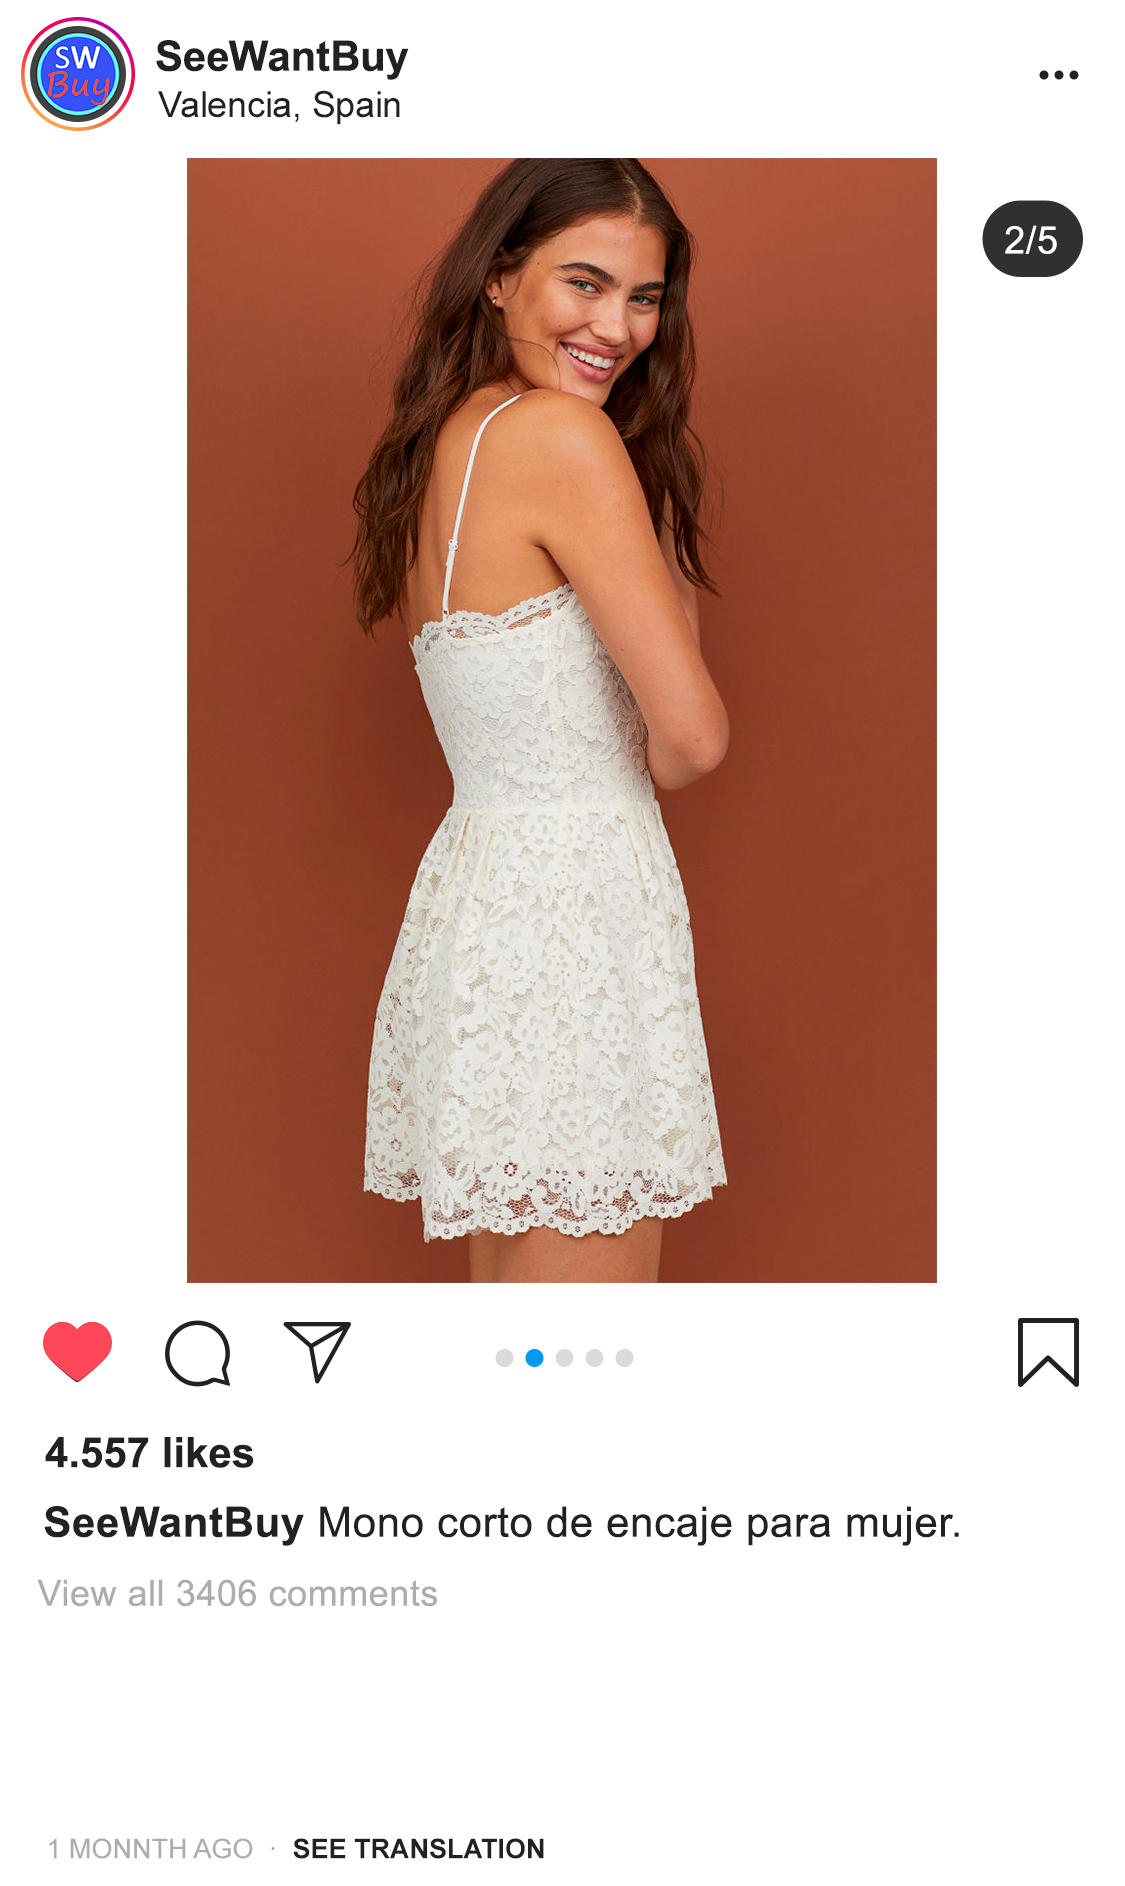 SW
Buy
SeeWantBuy
Valencia, Spain
2/5
4.557 likes
SeeWantBuy Mono corto de encaje para mujer.
View all 3406 comments
1 MONNTH AGO · SEE TRANSLATION